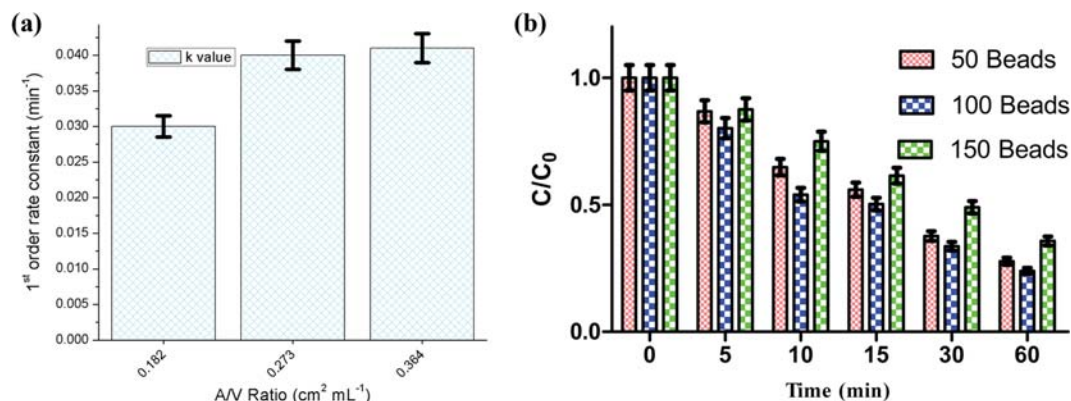 (a)
k value
1st order rate constant (min-1)
0.040
0.035
0.030
0.025
0.020
0.015
0.010
0.005
0.000
0.182
0.273
0.364
A/V Ratio (cm2 mL-1)
(b)
50 Beads
100 Beads
150 Beads
C/C0
1.0
0.5
0.0
0
5
10
15
30
60
Time (min)